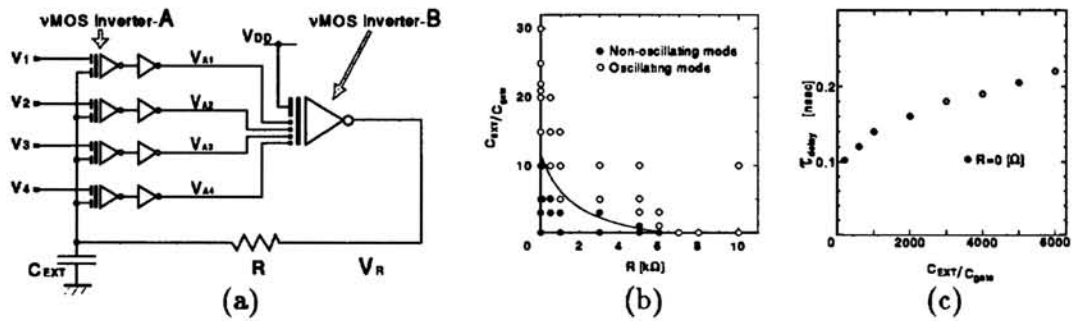 νMOS Inverter-A
νMOS Inverter-B
V1
V2
V3
V4
VA1
VA2
VA3
VA4
VDD
CEXT
R
VR
(a)
30
20
10
0
CEXT/Cgate
● Non-oscillating mode
○ Oscillating mode
0 2 4 6 8 10
R [kΩ]
(b)
0.2
0.1
τdelay [nsec]
● R=0 [Ω]
0 2000 4000 6000
CEXT/Cgate
(c)